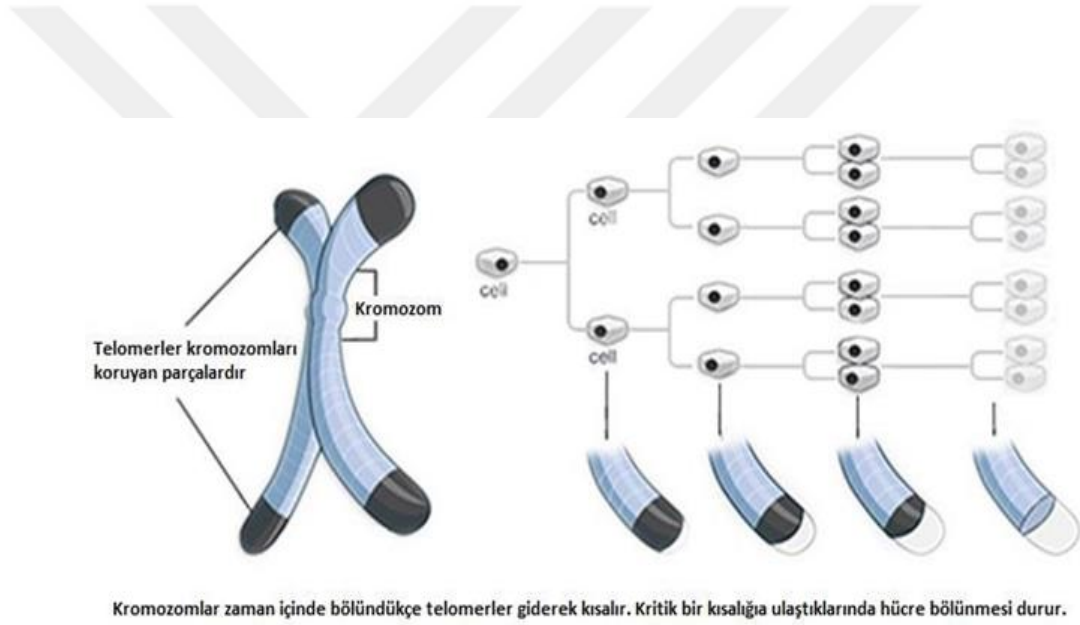 cell
cell
cell
Kromozom
Telomerler kromozomları
koruyan parçalardır
Kromozomlar zaman içinde bölündükçe telomerler giderek kısalır. Kritik bir kısalığıa ulaştıklarında hücre bölünmesi durur.